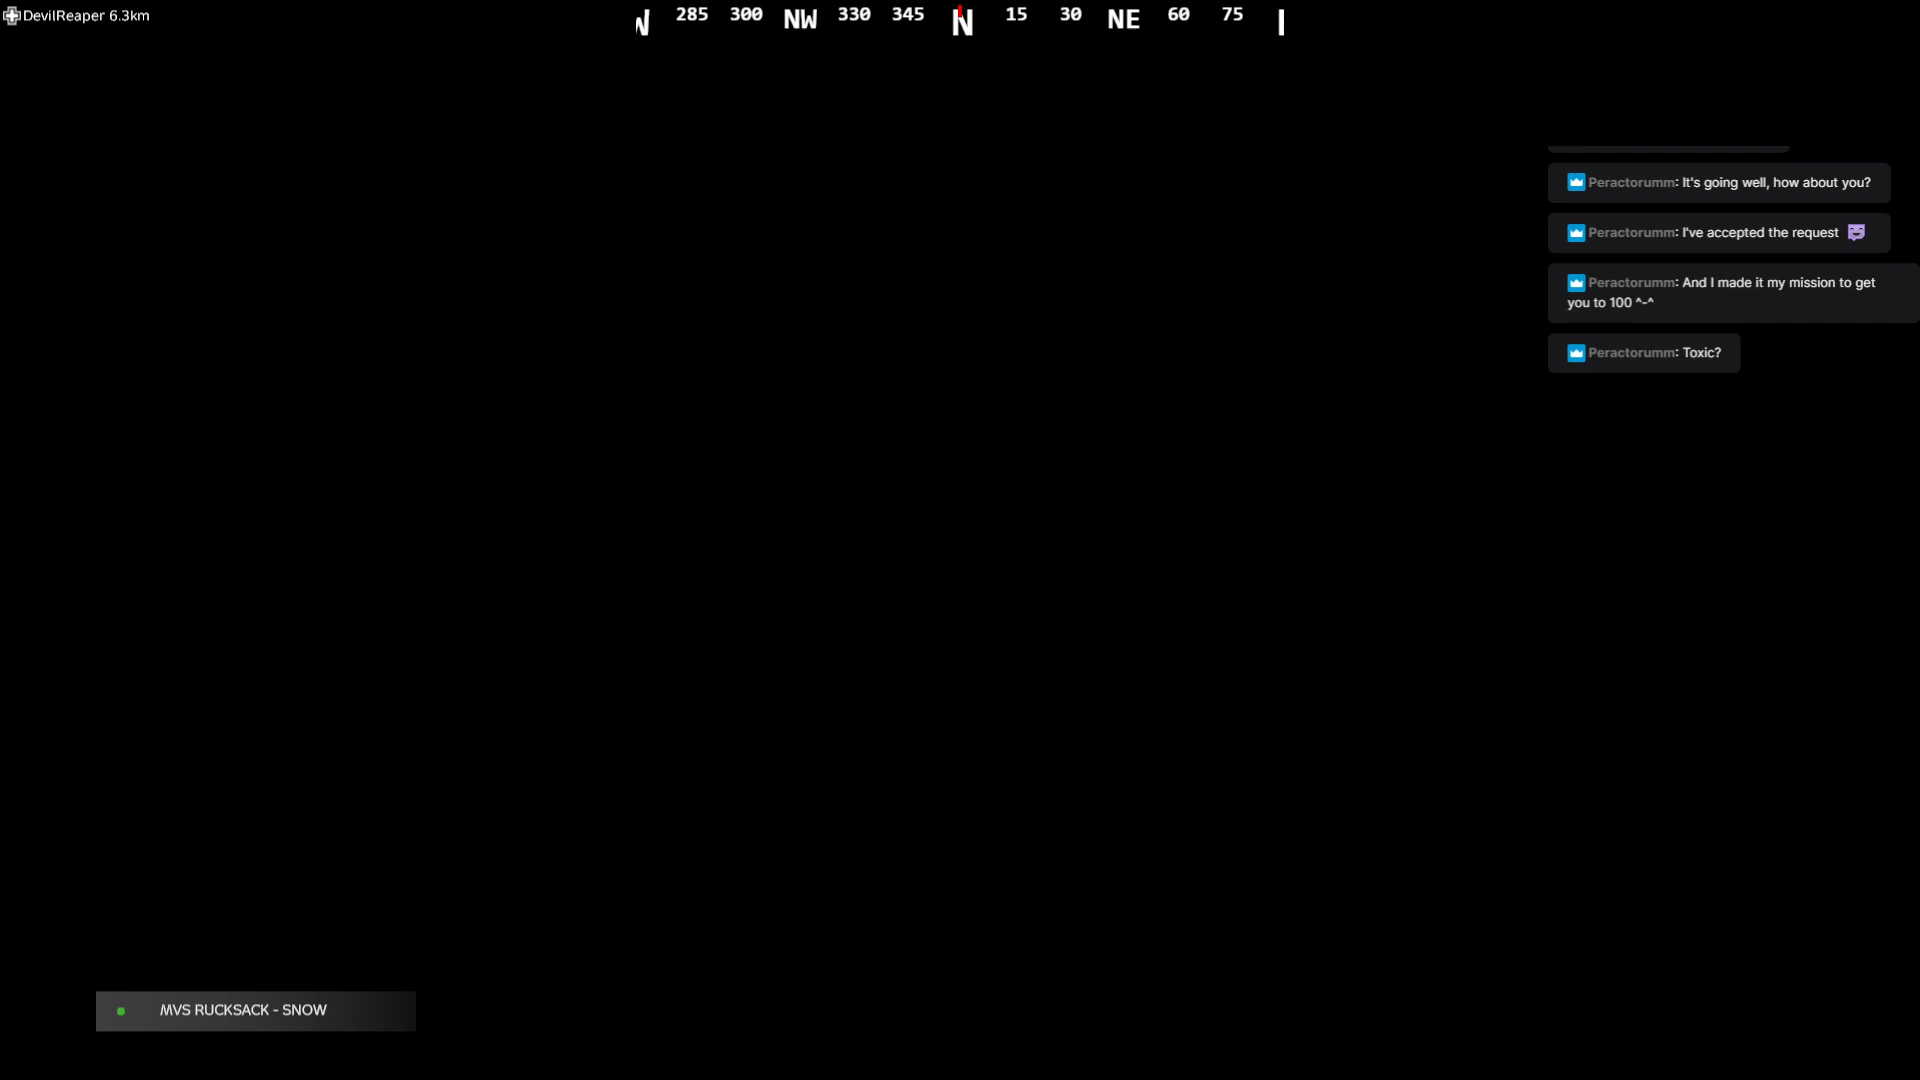 DevilReaper 6.3km
285 300 NW 330 345 N 15 30 NE 60 75
Peractorumm: It's going well, how about you?
Peractorumm: I've accepted the request
Peractorumm: And I made it my mission to get
you to 100 ^-^
Peractorumm: Toxic?
MVS RUCKSACK - SNOW